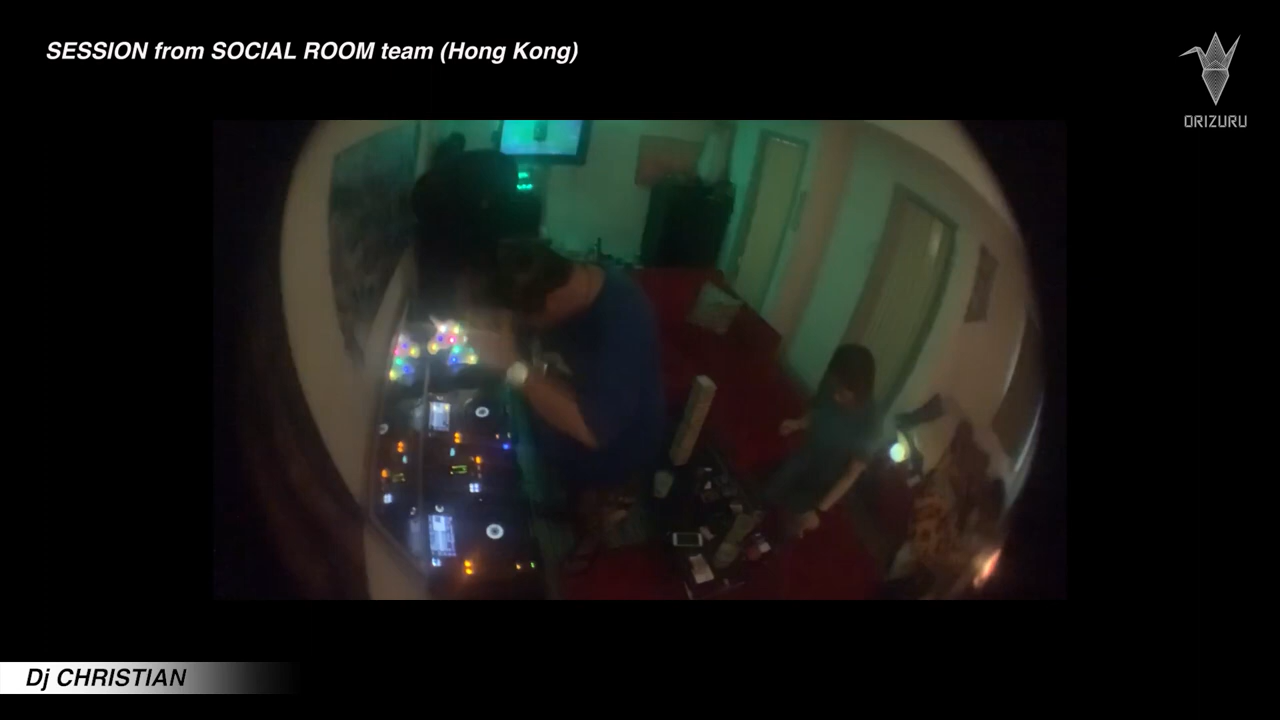 SESSION from SOCIAL ROOM team (Hong Kong)
ORIZURU
Dj CHRISTIAN